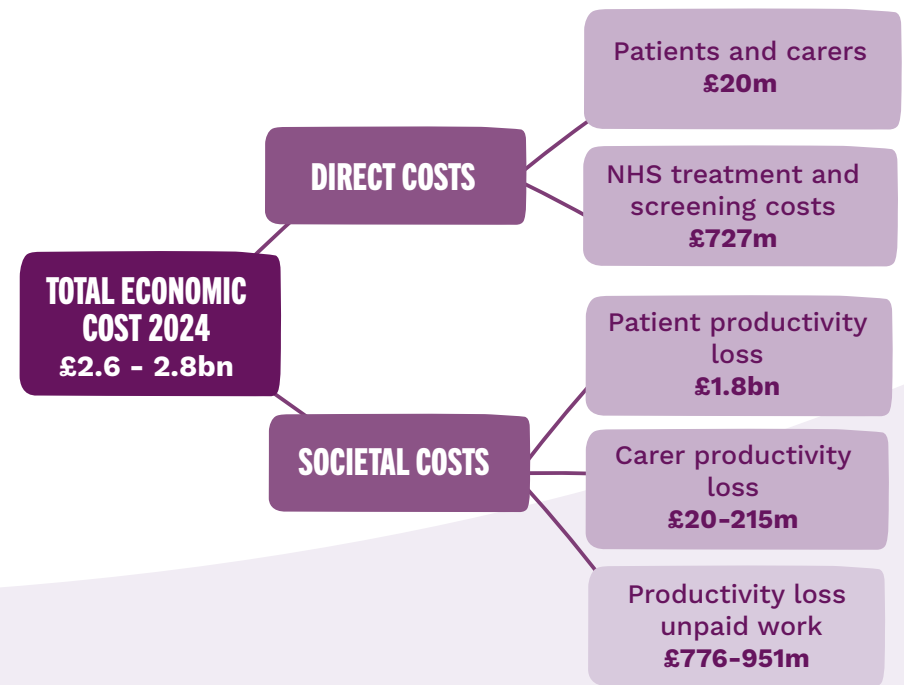 Patients and carers
£20m
DIRECT COSTS
NHS treatment and
screening costs
£727m
TOTAL ECONOMIC
COST 2024
£2.6 - 2.8bn
Patient productivity
loss
£1.8bn
SOCIETAL COSTS
Carer productivity
loss
£20-215m
Productivity loss
unpaid work
£776-951m